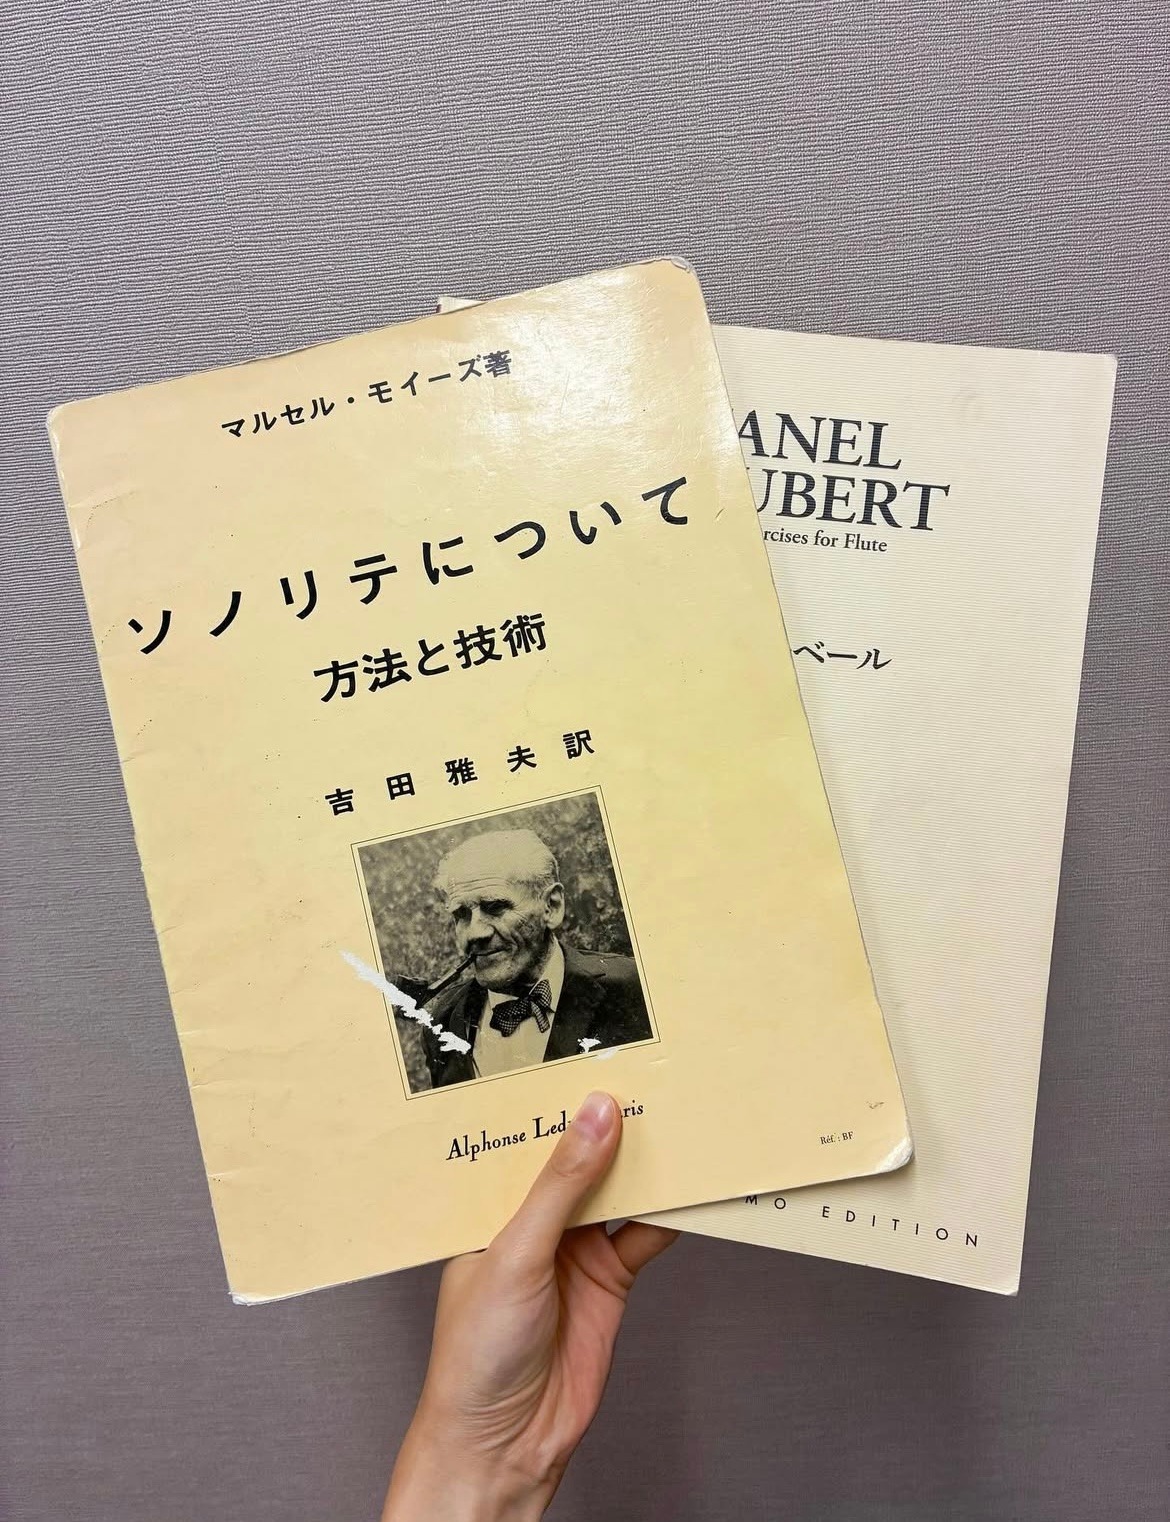 マルセル・モイーズ著
ソノリテについて
方法と技術
吉田雅夫訳
Alphonse
Réf.: BF
ANEL
UBERT
rcises for Flute
ベール
MO EDITION